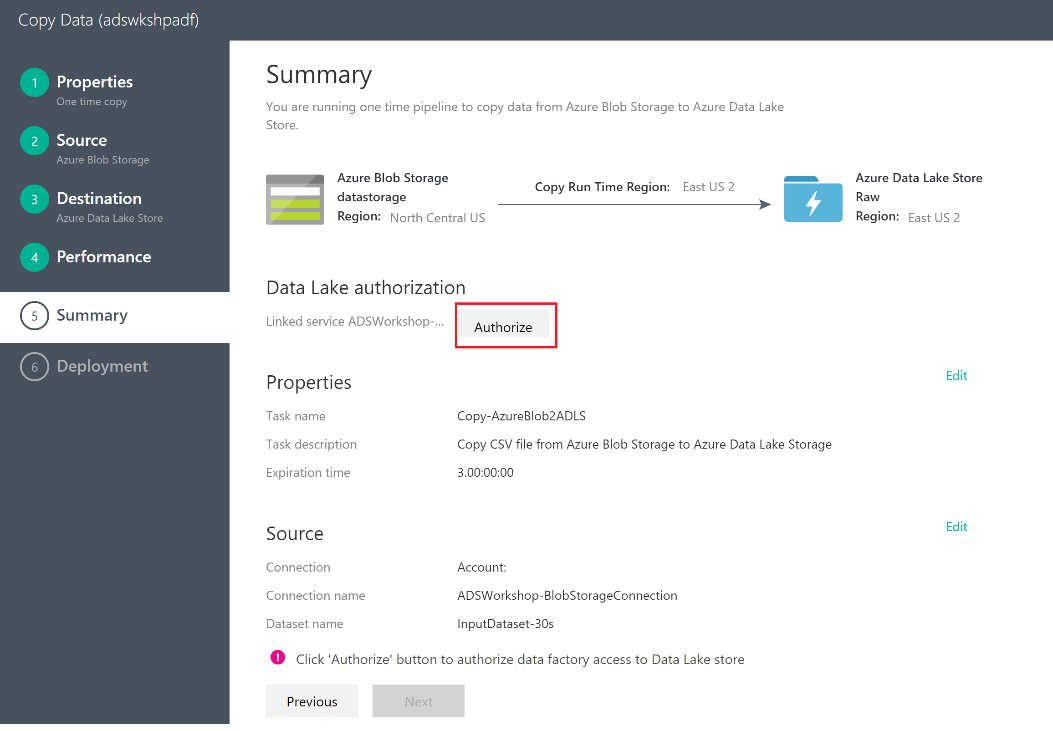 Copy Data (adswkshpadf)
1 Properties
One time copy
2 Source
Azure Blob Storage
3 Destination
Azure Data Lake Store
4 Performance
5 Summary
6 Deployment
Summary
You are running one time pipeline to copy data from Azure Blob Storage to Azure Data Lake
Store.
Azure Blob Storage
datastorage
Region: North Central US
Copy Run Time Region: East US 2
Azure Data Lake Store
Raw
Region: East US 2
Data Lake authorization
Linked service ADSWorkshop-... Authorize
Properties Edit
Task name Copy-AzureBlob2ADLS
Task description Copy CSV file from Azure Blob Storage to Azure Data Lake Storage
Expiration time 3.00:00:00
Source Edit
Connection Account:
Connection name ADSWorkshop-BlobStorageConnection
Dataset name InputDataset-30s
! Click 'Authorize' button to authorize data factory access to Data Lake store
Previous Next